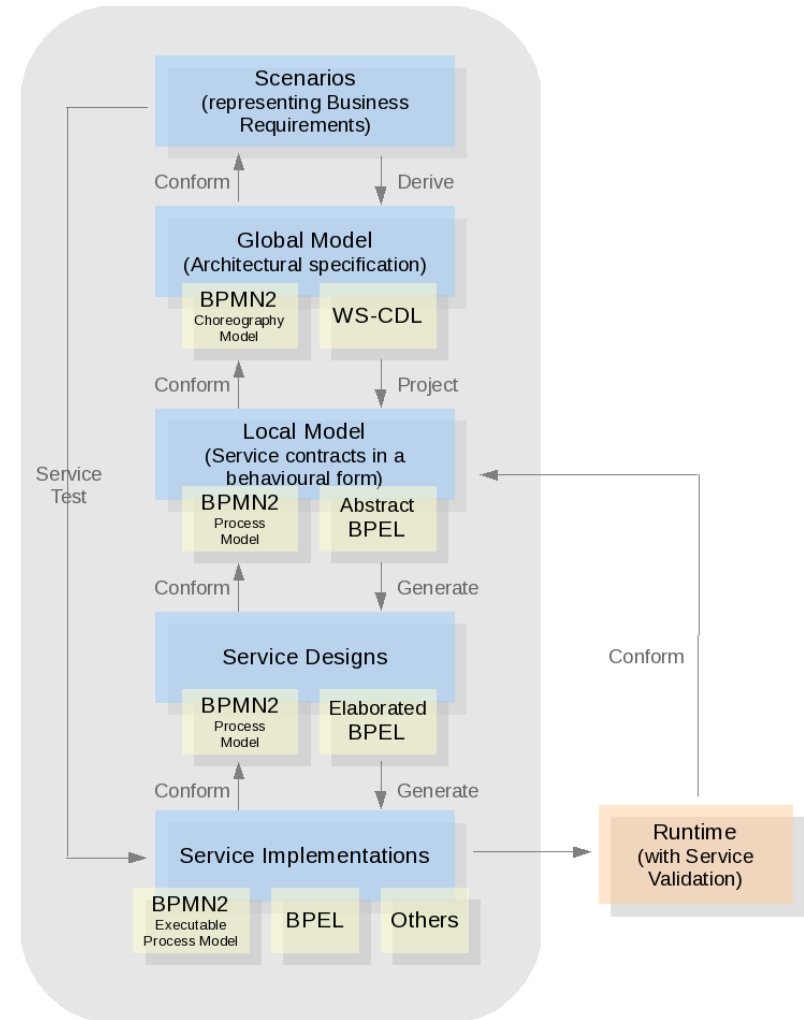 Scenarios
(representing Business
Requirements)
Conform
Derive
Global Model
(Architectural specification)
BPMN2
Choreography
Model
WS-CDL
Conform
Project
Local Model
(Service contracts in a
behavioural form)
BPMN2
Process
Model
Abstract
BPEL
Service
Test
Conform
Generate
Service Designs
BPMN2
Process
Model
Elaborated
BPEL
Conform
Conform
Generate
Service Implementations
BPMN2
Executable
Process Model
BPEL
Others
Runtime
(with Service
Validation)